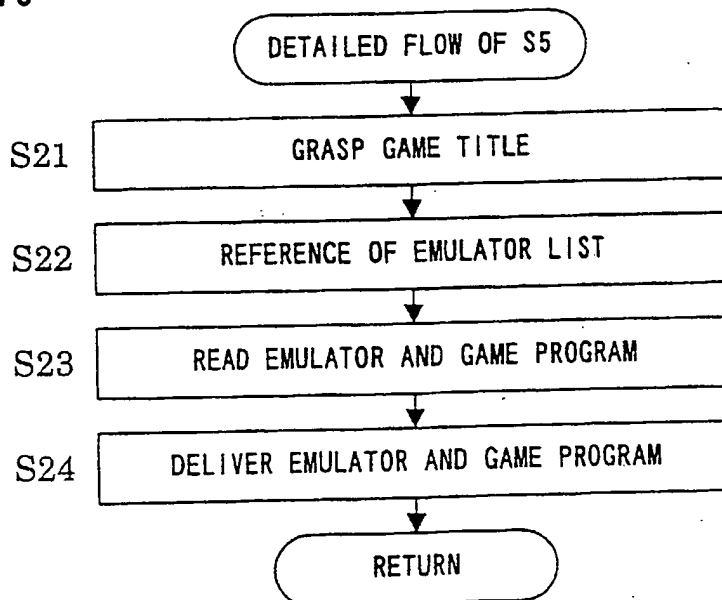 DETAILED FLOW OF S5
S21 GRASP GAME TITLE
S22 REFERENCE OF EMULATOR LIST
S23 READ EMULATOR AND GAME PROGRAM
S24 DELIVER EMULATOR AND GAME PROGRAM
RETURN